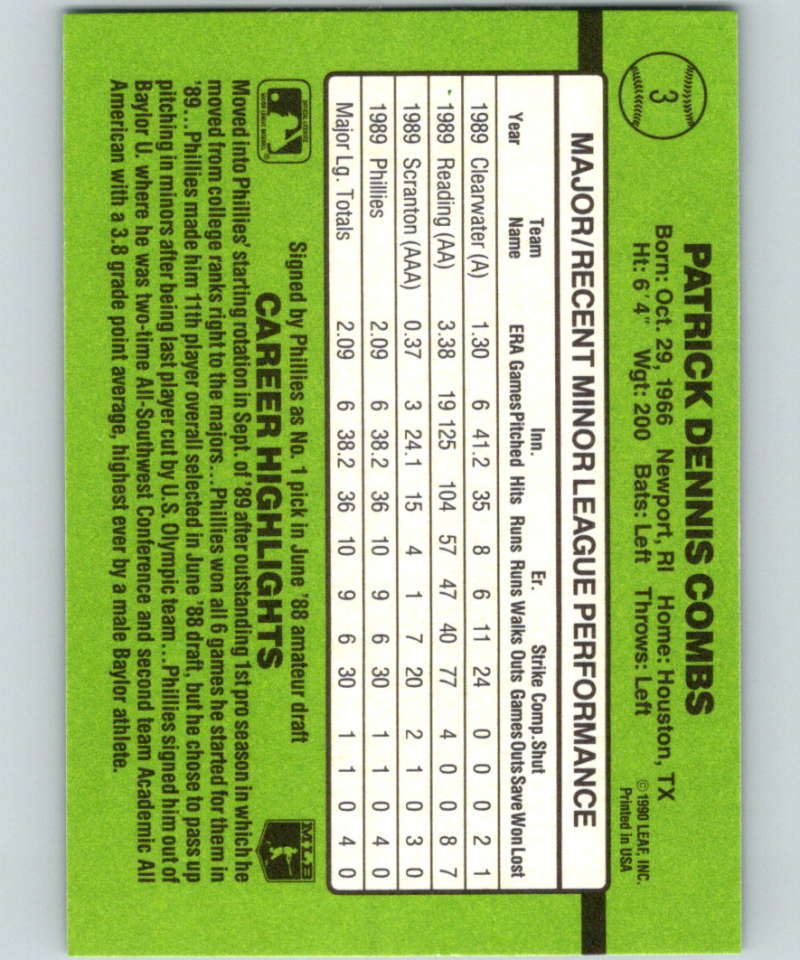 3
PATRICK DENNIS COMBS
Born: Oct. 29, 1966 Newport, RI Home: Houston, TX
Ht: 6'4" Wgt: 200 Bats: Left Throws: Left
©1990 LEAF, INC.
Printed in USA
MAJOR/RECENT MINOR LEAGUE PERFORMANCE
Team Inn. Er. Strike Comp. Shut
Year Name ERA Games Pitched Hits Runs Runs Walks Outs Games Outs Save Won Lost
1989 Clearwater (A) 1.30 6 41.2 35 8 6 11 24 0 0 0 2 1
1989 Reading (AA) 3.38 19 125 104 57 47 40 77 4 0 0 8 7
1989 Scranton (AAA) 0.37 3 24.1 15 4 1 7 20 2 1 0 3 0
1989 Phillies 2.09 6 38.2 36 10 9 6 30 1 1 0 4 0
Major Lg. Totals 2.09 6 38.2 36 10 9 6 30 1 1 0 4 0
Signed by Phillies as No. 1 pick in June '88 amateur draft
MLB
CAREER HIGHLIGHTS
Moved into Phillies' starting rotation in Sept. of '89 after outstanding 1st pro season in which he
moved from college ranks right to the majors...Phillies won all 6 games he started for them in
'89...Phillies made him 11th player overall selected in June '88 draft, but he chose to pass up
pitching in minors after being last player cut by U.S. Olympic team...Phillies signed him out of
Baylor U. where he was two-time All-Southwest Conference and second team Academic All
American with a 3.8 grade point average, highest ever by a male Baylor athlete.